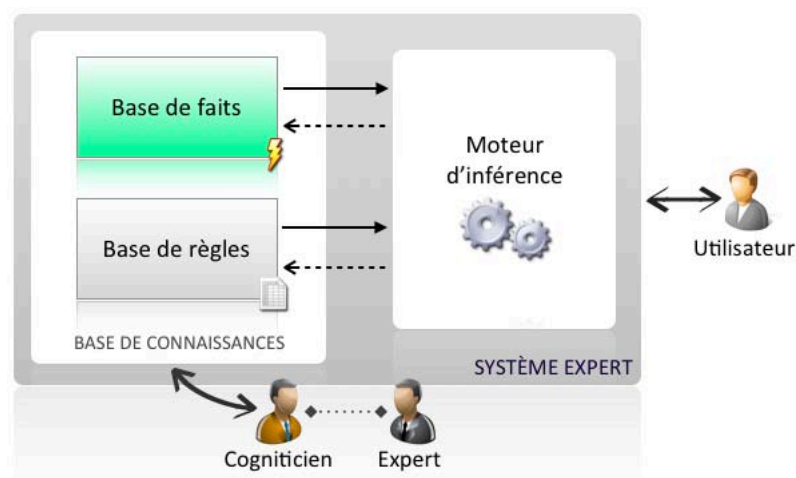 Base de faits
Moteur
d'inférence
Base de règles
Utilisateur
BASE DE CONNAISSANCES
SYSTÈME EXPERT
Cogniticien
Expert